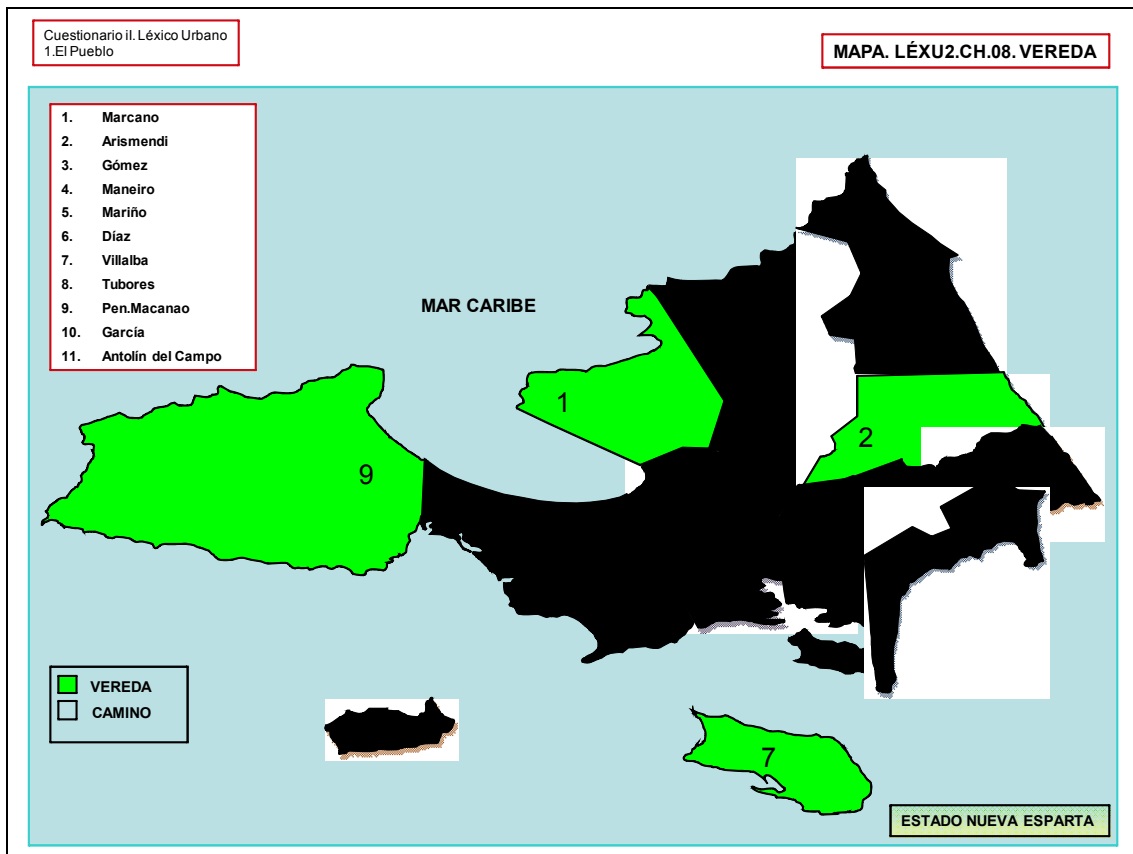 Cuestionario iI. Léxico Urbano
1.El Pueblo
MAPA. LÉXU2.CH.08. VEREDA
1. Marcano
2. Arismendi
3. Gómez
4. Maneiro
5. Mariño
6. Díaz
7. Villalba
8. Tubores
9. Pen.Macanao
10. García
11. Antolín del Campo
MAR CARIBE
1
2
9
7
VEREDA
CAMINO
ESTADO NUEVA ESPARTA